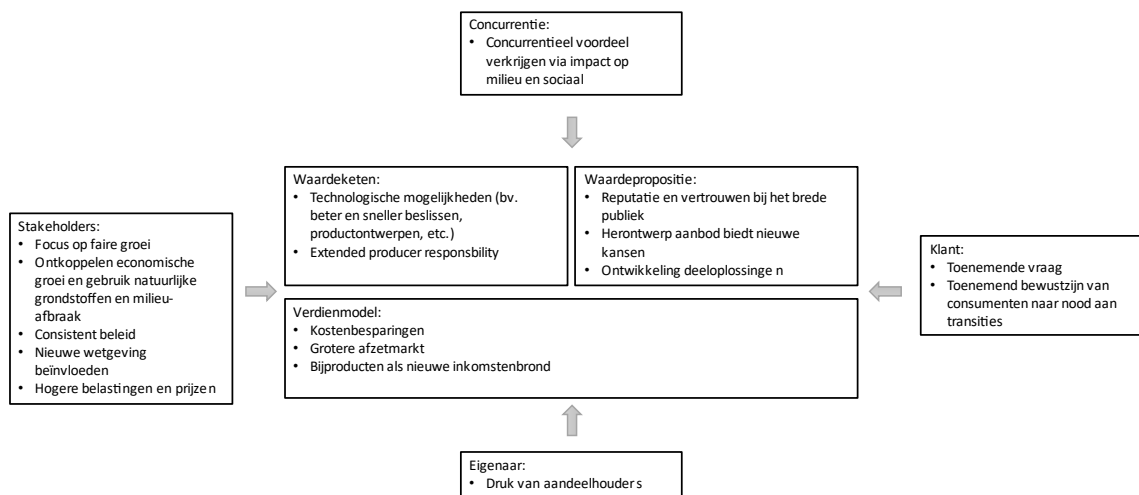 Concurrentie:
• Concurrentieel voordeel
verkrijgen via impact op
milieu en sociaal
Waardeketen:
• Technologische mogelijkheden (bv.
beter en sneller beslissen,
productontwerpen, etc.)
• Extended producer responsbility
Waardepropositie:
• Reputatie en vertrouwen bij het brede
publiek
• Herontwerp aanbod biedt nieuwe
kansen
• Ontwikkeling deeloplossinge n
Stakeholders:
• Focus op faire groei
• Ontkoppelen economische
groei en gebruik natuurlijke
grondstoffen en milieu-
afbraak
• Consistent beleid
• Nieuwe wetgeving
beïnvloeden
• Hogere belastingen en prijzen
Klant:
• Toenemende vraag
• Toenemend bewustzijn van
consumenten naar nood aan
transities
Verdienmodel:
• Kostenbesparingen
• Grotere afzetmarkt
• Bijproducten als nieuwe inkomstenbrond
Eigenaar:
• Druk van aandeelhouder s